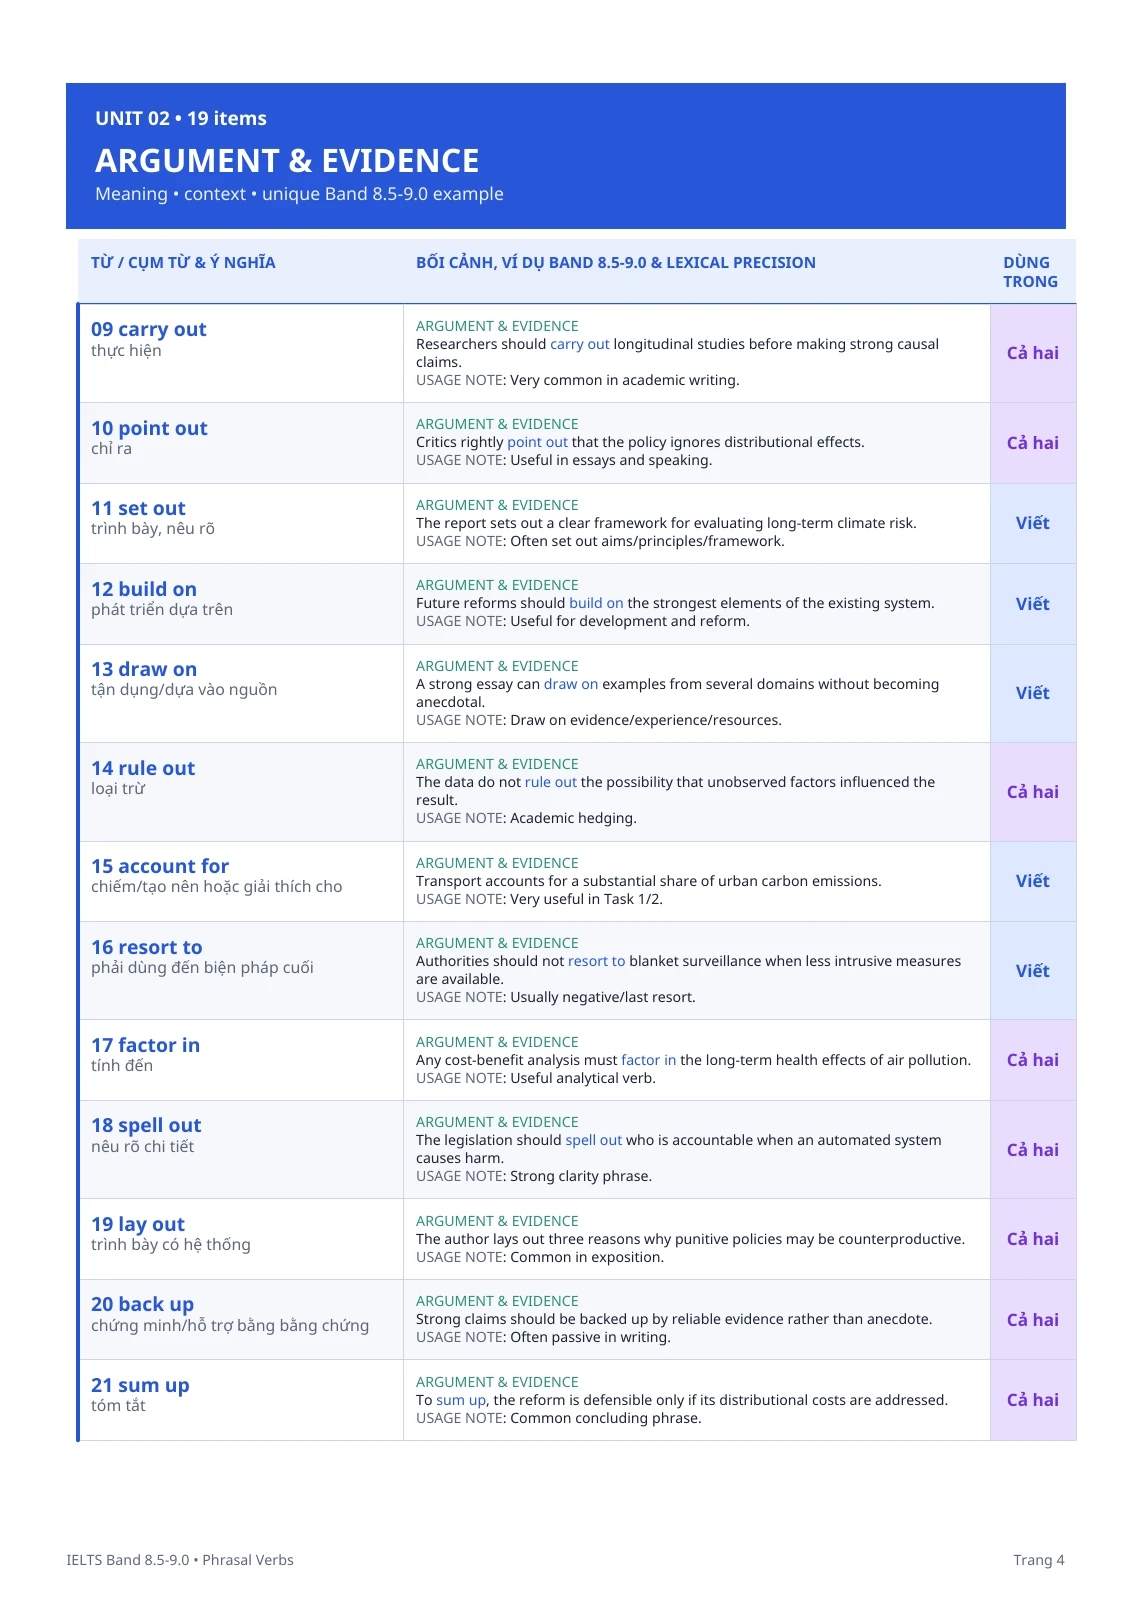 UNIT 02 • 19 items
ARGUMENT & EVIDENCE
Meaning • context • unique Band 8.5-9.0 example
TỪ / CỤM TỪ & Ý NGHĨA
BỐI CẢNH, VÍ DỤ BAND 8.5-9.0 & LEXICAL PRECISION
DÙNG
TRONG
09 carry out
thực hiện
ARGUMENT & EVIDENCE
Researchers should carry out longitudinal studies before making strong causal
claims.
USAGE NOTE: Very common in academic writing.
Cả hai
10 point out
chỉ ra
ARGUMENT & EVIDENCE
Critics rightly point out that the policy ignores distributional effects.
USAGE NOTE: Useful in essays and speaking.
Cả hai
11 set out
trình bày, nêu rõ
ARGUMENT & EVIDENCE
The report sets out a clear framework for evaluating long-term climate risk.
USAGE NOTE: Often set out aims/principles/framework.
Viết
12 build on
phát triển dựa trên
ARGUMENT & EVIDENCE
Future reforms should build on the strongest elements of the existing system.
USAGE NOTE: Useful for development and reform.
Viết
13 draw on
tận dụng/dựa vào nguồn
ARGUMENT & EVIDENCE
A strong essay can draw on examples from several domains without becoming
anecdotal.
USAGE NOTE: Draw on evidence/experience/resources.
Viết
14 rule out
loại trừ
ARGUMENT & EVIDENCE
The data do not rule out the possibility that unobserved factors influenced the
result.
USAGE NOTE: Academic hedging.
Cả hai
15 account for
chiếm/tạo nên hoặc giải thích cho
ARGUMENT & EVIDENCE
Transport accounts for a substantial share of urban carbon emissions.
USAGE NOTE: Very useful in Task 1/2.
Viết
16 resort to
phải dùng đến biện pháp cuối
ARGUMENT & EVIDENCE
Authorities should not resort to blanket surveillance when less intrusive measures
are available.
USAGE NOTE: Usually negative/last resort.
Viết
17 factor in
tính đến
ARGUMENT & EVIDENCE
Any cost-benefit analysis must factor in the long-term health effects of air pollution.
USAGE NOTE: Useful analytical verb.
Cả hai
18 spell out
nêu rõ chi tiết
ARGUMENT & EVIDENCE
The legislation should spell out who is accountable when an automated system
causes harm.
USAGE NOTE: Strong clarity phrase.
Cả hai
19 lay out
trình bày có hệ thống
ARGUMENT & EVIDENCE
The author lays out three reasons why punitive policies may be counterproductive.
USAGE NOTE: Common in exposition.
Cả hai
20 back up
chứng minh/hỗ trợ bằng bằng chứng
ARGUMENT & EVIDENCE
Strong claims should be backed up by reliable evidence rather than anecdote.
USAGE NOTE: Often passive in writing.
Cả hai
21 sum up
tóm tắt
ARGUMENT & EVIDENCE
To sum up, the reform is defensible only if its distributional costs are addressed.
USAGE NOTE: Common concluding phrase.
Cả hai
IELTS Band 8.5-9.0 • Phrasal Verbs
Trang 4